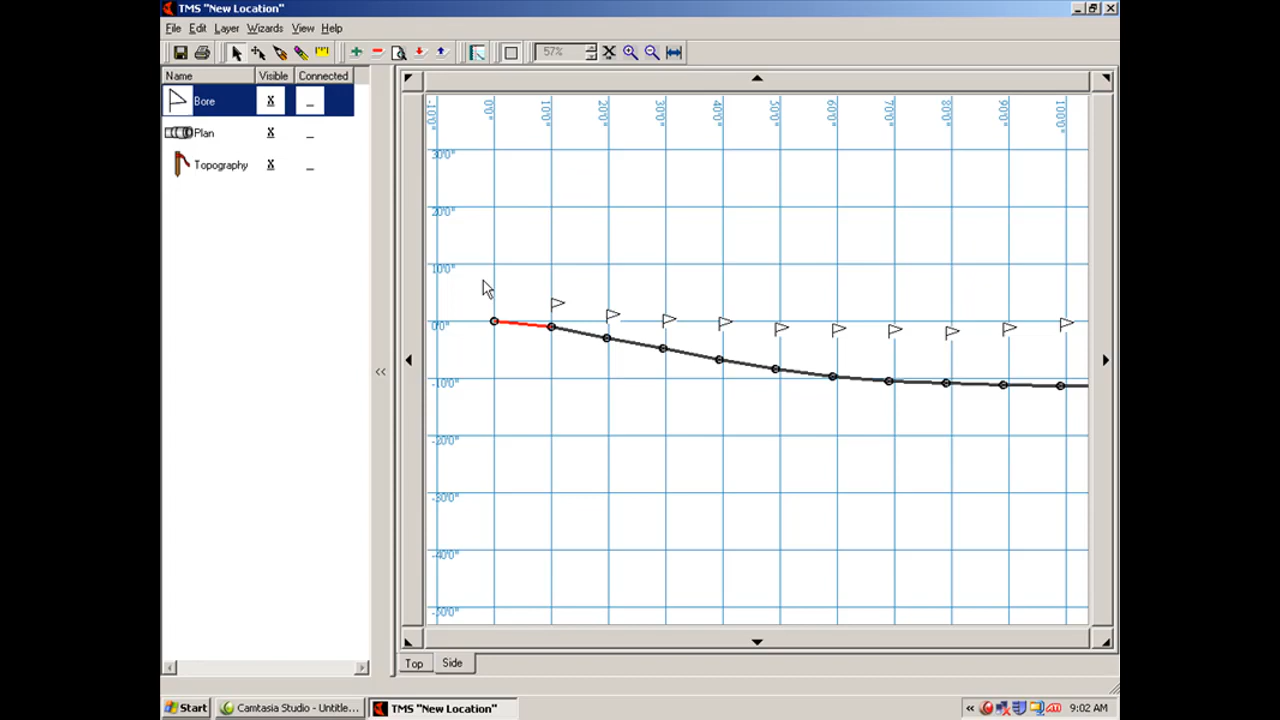 TMS "New Location"
File Edit Layer Wizards View Help
57%
Name Visible Connected
Bore X _
Plan X _
Topography X _
-10'0" 0'0" 10'0" 20'0" 30'0" 40'0" 50'0" 60'0" 70'0" 80'0" 90'0" 100'0"
30'0"
20'0"
10'0"
0'0"
-10'0"
-20'0"
-30'0"
-40'0"
-50'0"
<<
Top Side
Start Camtasia Studio - Untitle... TMS "New Location" « 9:02 AM